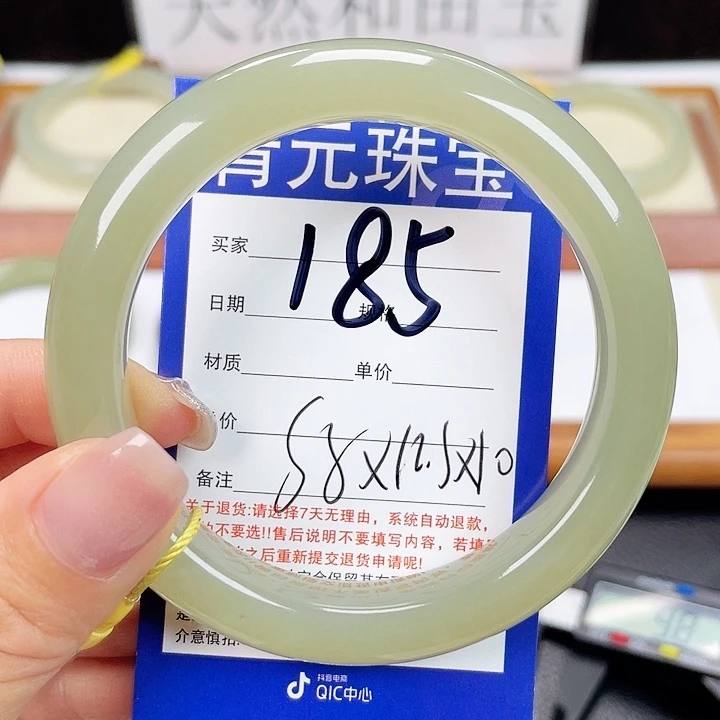 天然和田玉
青元珠宝
买家
185
日期 规格
材质 单价
价
58X12.5X10
备注
关于退货:请选择7天无理由，系统自动退款，
不要选!!售后说明不要填写内容，若填
之后重新提交退货申请呢!
介意慎拍
抖音电商
QIC中心